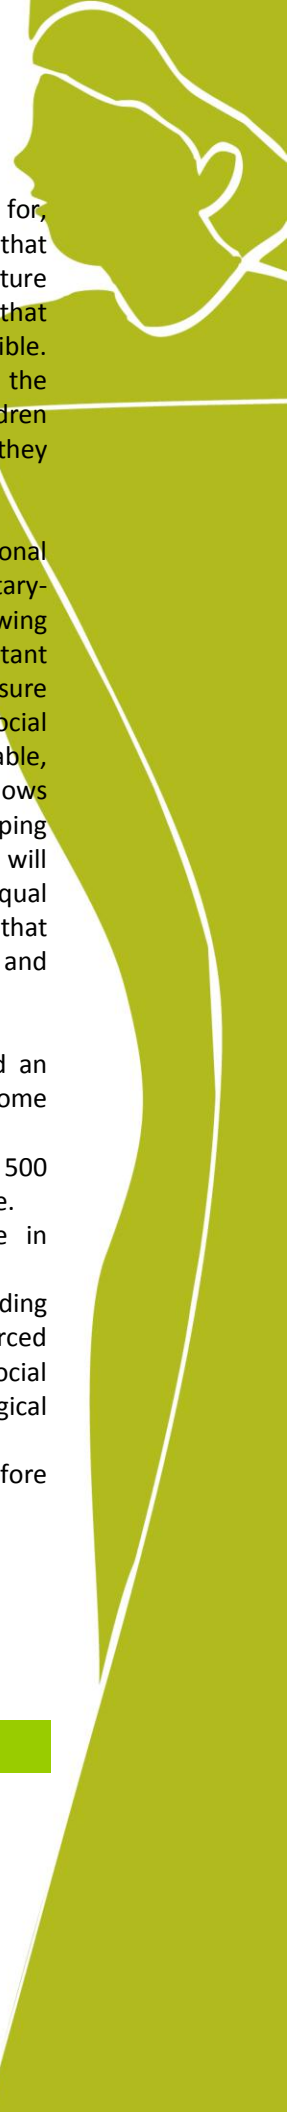 for,
that
ture
that
ible.
the
dren
they
onal
tary-
wing
tant
sure
ocial
able,
ows
ping
will
qual
that
and
d an
ome
500
e.
e in
ding
rced
ocial
gical
fore